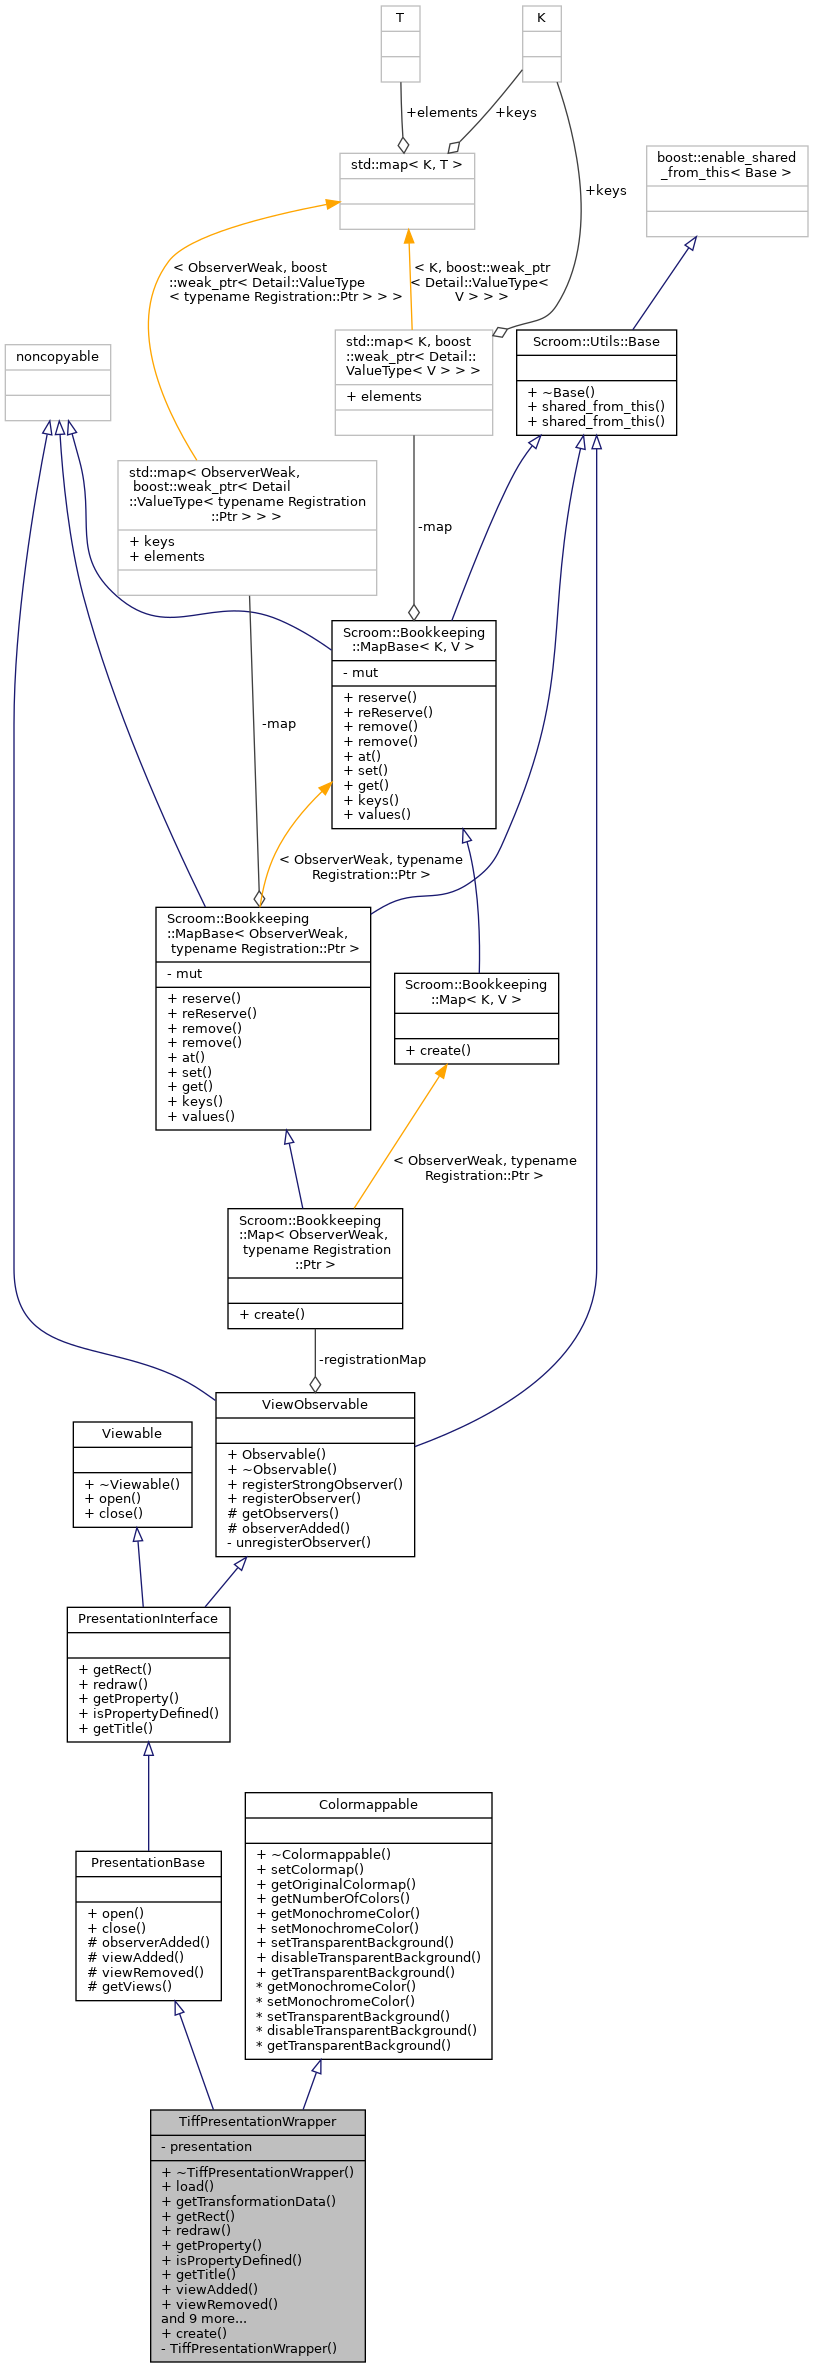 T
K
+elements
+keys
std::map< K, T >
boost::enable_shared
_from_this< Base >
+keys
< ObserverWeak, boost
::weak_ptr< Detail::ValueType
< typename Registration::Ptr > > >
< K, boost::weak_ptr
< Detail::ValueType<
V > > >
noncopyable
std::map< K, boost
::weak_ptr< Detail::
ValueType< V > > >
+ elements
Scroom::Utils::Base
+ ~Base()
+ shared_from_this()
+ shared_from_this()
std::map< ObserverWeak,
boost::weak_ptr< Detail
::ValueType< typename Registration
::Ptr > > >
+ keys
+ elements
-map
Scroom::Bookkeeping
::MapBase< K, V >
- mut
+ reserve()
+ reReserve()
+ remove()
+ remove()
+ at()
+ set()
+ get()
+ keys()
+ values()
-map
< ObserverWeak, typename
Registration::Ptr >
Scroom::Bookkeeping
::MapBase< ObserverWeak,
typename Registration::Ptr >
- mut
+ reserve()
+ reReserve()
+ remove()
+ remove()
+ at()
+ set()
+ get()
+ keys()
+ values()
Scroom::Bookkeeping
::Map< K, V >
+ create()
< ObserverWeak, typename
Registration::Ptr >
Scroom::Bookkeeping
::Map< ObserverWeak,
typename Registration
::Ptr >
+ create()
-registrationMap
ViewObservable
+ Observable()
+ ~Observable()
+ registerStrongObserver()
+ registerObserver()
# getObservers()
# observerAdded()
- unregisterObserver()
Viewable
+ ~Viewable()
+ open()
+ close()
PresentationInterface
+ getRect()
+ redraw()
+ getProperty()
+ isPropertyDefined()
+ getTitle()
Colormappable
+ ~Colormappable()
+ setColormap()
+ getOriginalColormap()
+ getNumberOfColors()
+ getMonochromeColor()
+ setMonochromeColor()
+ setTransparentBackground()
+ disableTransparentBackground()
+ getTransparentBackground()
* getMonochromeColor()
* setMonochromeColor()
* setTransparentBackground()
* disableTransparentBackground()
* getTransparentBackground()
PresentationBase
+ open()
+ close()
# observerAdded()
# viewAdded()
# viewRemoved()
# getViews()
TiffPresentationWrapper
- presentation
+ ~TiffPresentationWrapper()
+ load()
+ getTransformationData()
+ getRect()
+ redraw()
+ getProperty()
+ isPropertyDefined()
+ getTitle()
+ viewAdded()
+ viewRemoved()
and 9 more...
+ create()
- TiffPresentationWrapper()